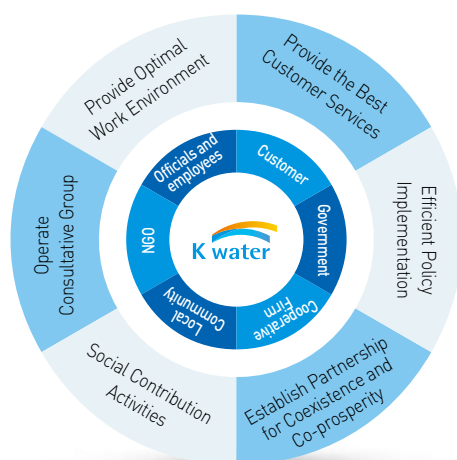 Provide the Best
Customer Services
Efficient Policy
Implementation
Establish Partnership
for Coexistence and
Co-prosperity
Social Contribution
Activities
Operate
Consultative Group
Provide Optimal
Work Environment
Customer
Government
Cooperative
Firm
Local
Community
NGO
Officials and
employees
K water